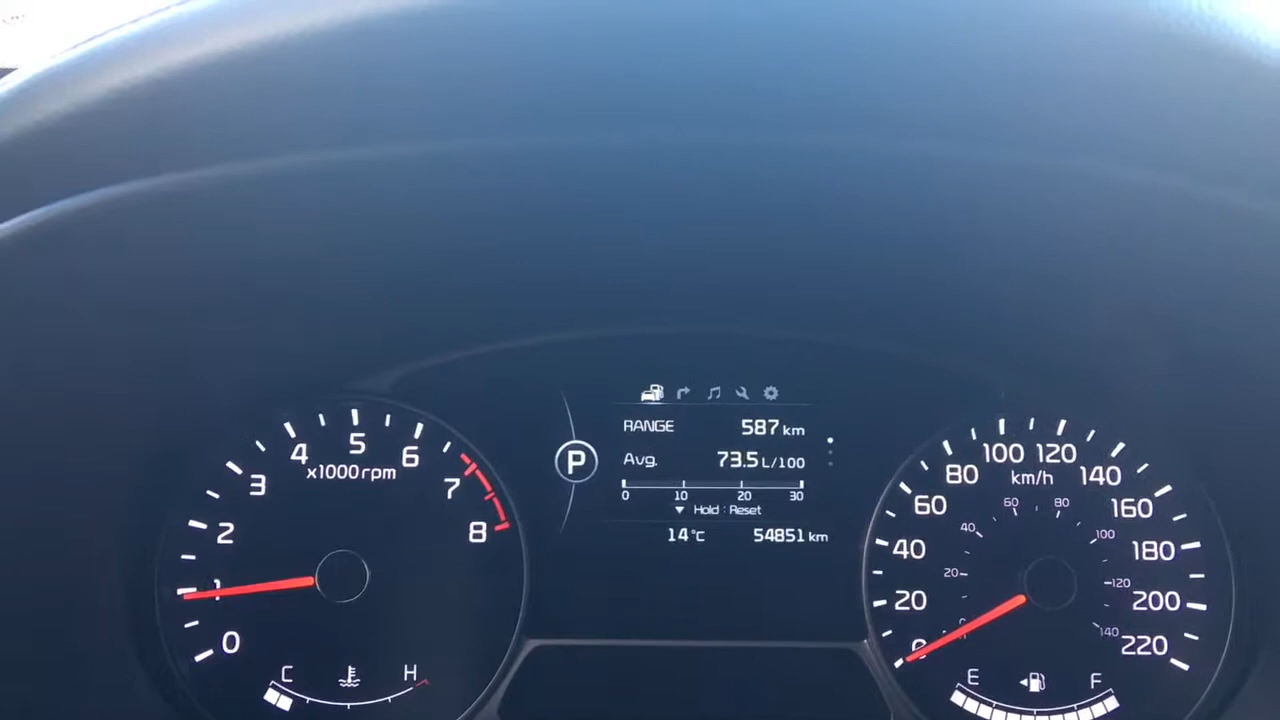 0
1
2
3
4
5
6
7
8
x1000rpm
C
H
P
RANGE 587 km
Avg. 73.5 L/100
0 10 20 30
▼ Hold : Reset
14°C 54851 km
0
20
40
60
80
100
120
140
160
180
200
220
km/h
20
40
60
80
100
120
140
E
F